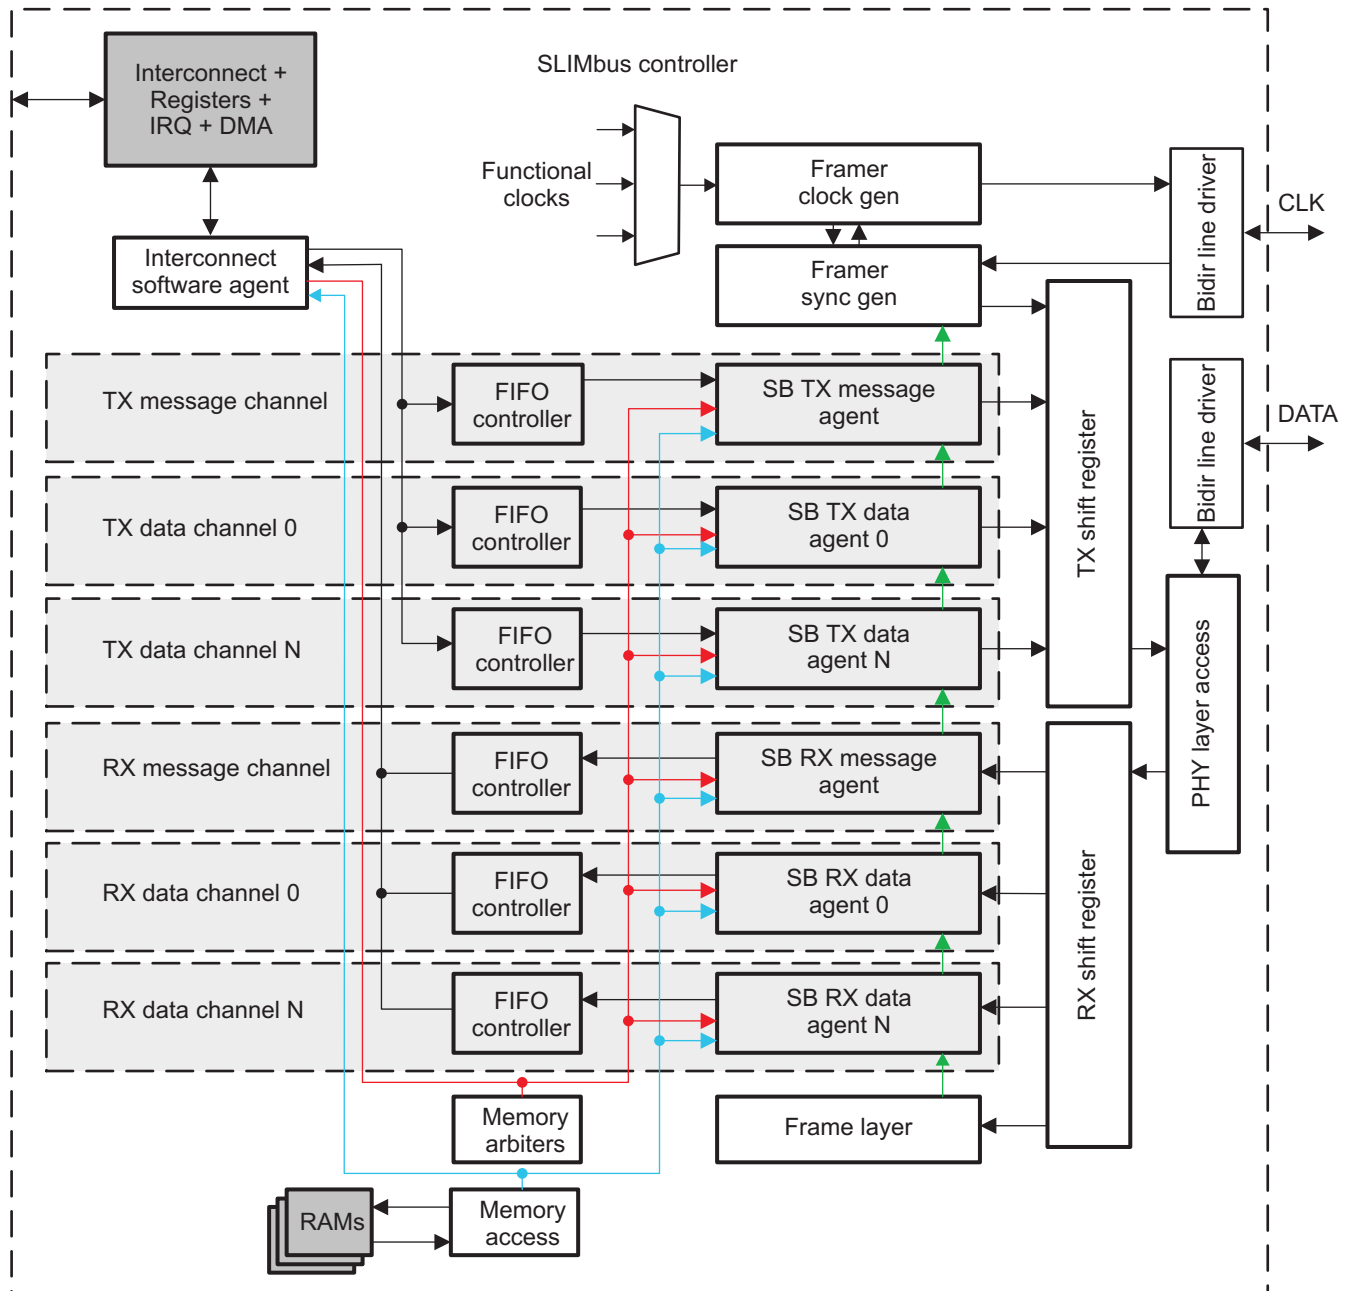 SLIMbus controller
Interconnect +
Registers +
IRQ + DMA
Functional
clocks
Framer
clock gen
Bidir line driver
CLK
Interconnect
software agent
Framer
sync gen
TX message channel
FIFO
controller
SB TX message
agent
TX shift register
Bidir line driver
DATA
TX data channel 0
FIFO
controller
SB TX data
agent 0
TX data channel N
FIFO
controller
SB TX data
agent N
PHY layer access
RX message channel
FIFO
controller
SB RX message
agent
RX shift register
RX data channel 0
FIFO
controller
SB RX data
agent 0
RX data channel N
FIFO
controller
SB RX data
agent N
Memory
arbiters
Frame layer
RAMs
Memory
access